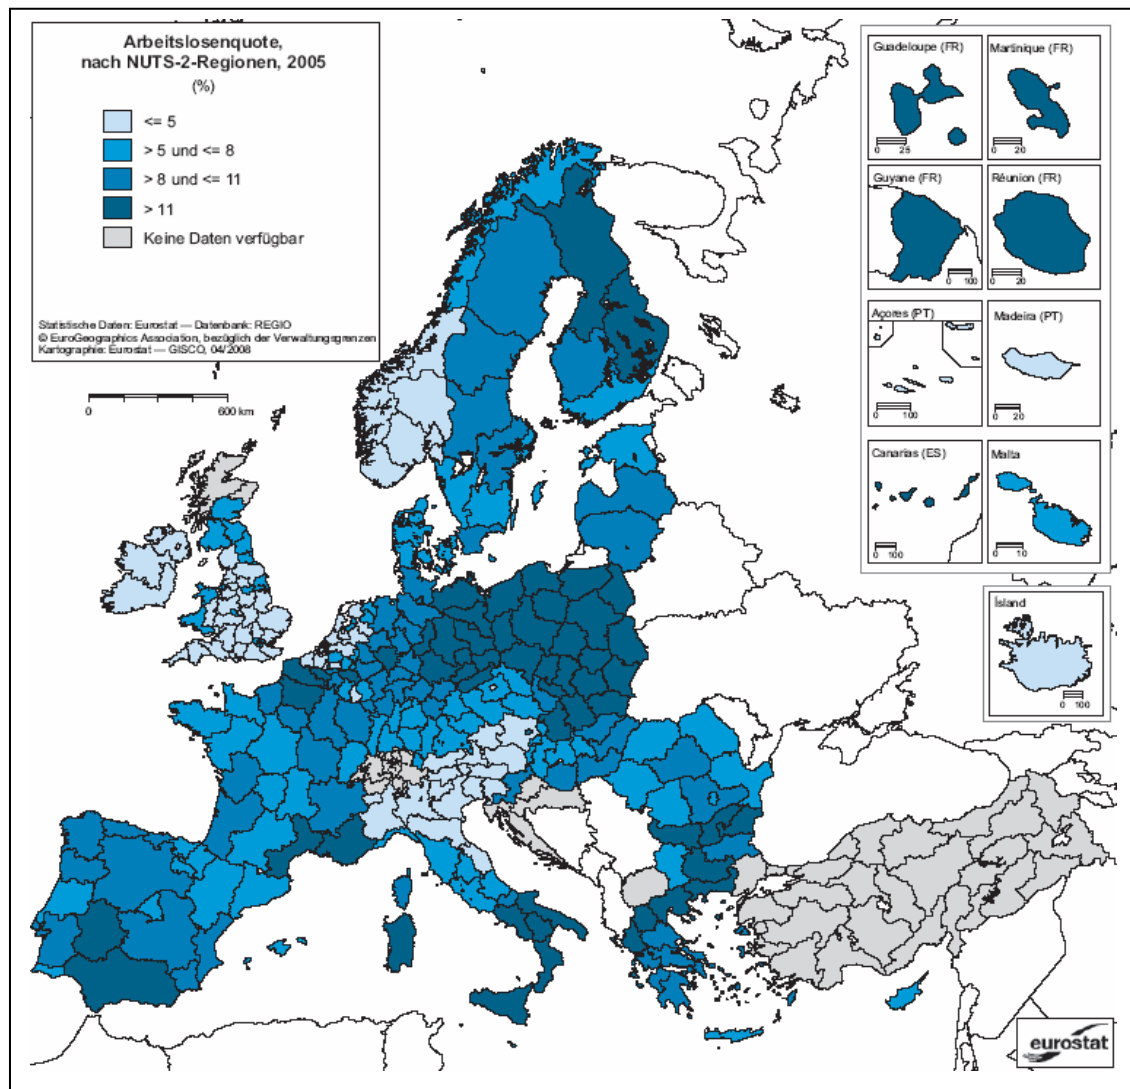 Arbeitslosenquote,
nach NUTS-2-Regionen, 2005
(%)
<= 5
> 5 und <= 8
> 8 und <= 11
> 11
Keine Daten verfügbar
Statistische Daten: Eurostat — Datenbank: REGIO
© EuroGeographics Association, bezüglich der Verwaltungsgrenzen
Kartographie: Eurostat — GISCO, 04/2008
0 600 km
Guadeloupe (FR)
0 25
Martinique (FR)
0 20
Guyane (FR)
0 100
Réunion (FR)
0 20
Açores (PT)
0 100
Madeira (PT)
0 20
Canarias (ES)
0 100
Malta
0 10
Ísland
0 100
eurostat